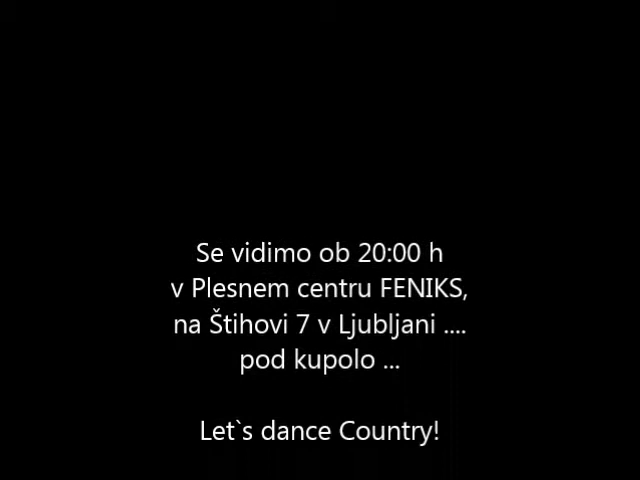 Se vidimo ob 20:00 h
v Plesnem centru FENIKS,
na Štihovi 7 v Ljubljani ....
pod kupolo ...
Let`s dance Country!